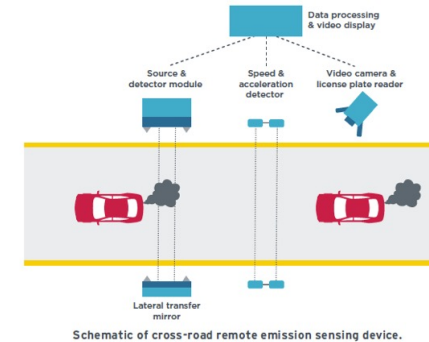 Data processing
& video display
Source &
detector module
Speed &
acceleration
detector
Video camera &
license plate reader
Lateral transfer
mirror
Schematic of cross-road remote emission sensing device.